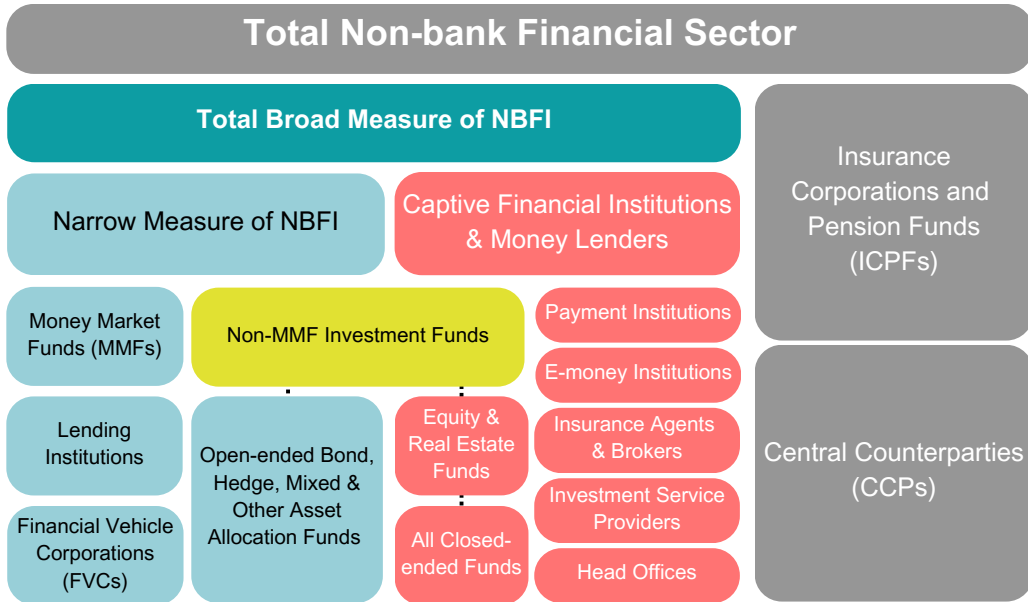 Total Non-bank Financial Sector
Total Broad Measure of NBFI
Insurance
Corporations and
Pension Funds
(ICPFs)
Narrow Measure of NBFI
Captive Financial Institutions
& Money Lenders
Money Market
Funds (MMFs)
Non-MMF Investment Funds
Payment Institutions
E-money Institutions
Lending
Institutions
Open-ended Bond,
Hedge, Mixed &
Other Asset
Allocation Funds
Equity &
Real Estate
Funds
Insurance Agents
& Brokers
Central Counterparties
(CCPs)
Financial Vehicle
Corporations
(FVCs)
All Closed-
ended Funds
Investment Service
Providers
Head Offices